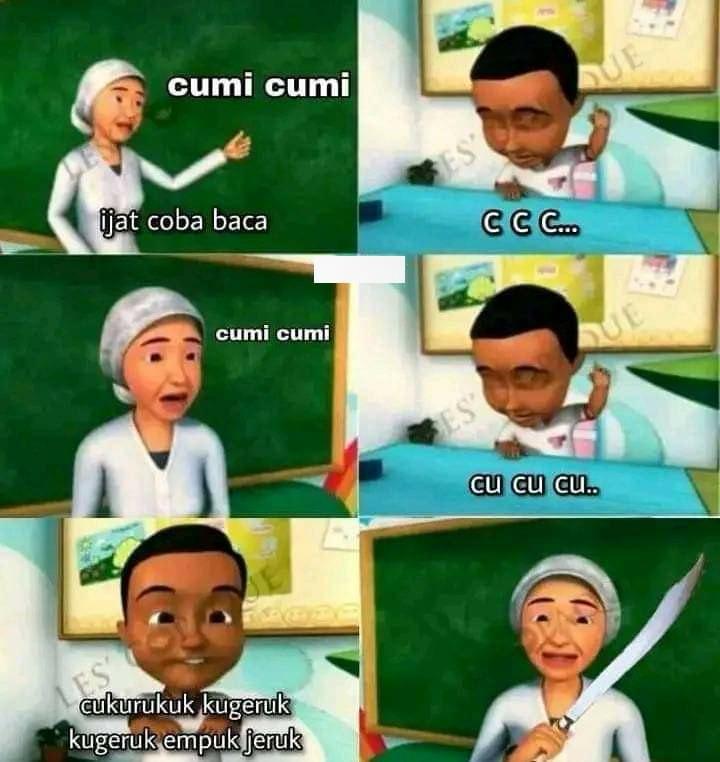 cumi cumi
ijat coba baca
C C C...
cumi cumi
cu cu cu..
cukurukuk kugeruk
kugeruk empuk jeruk